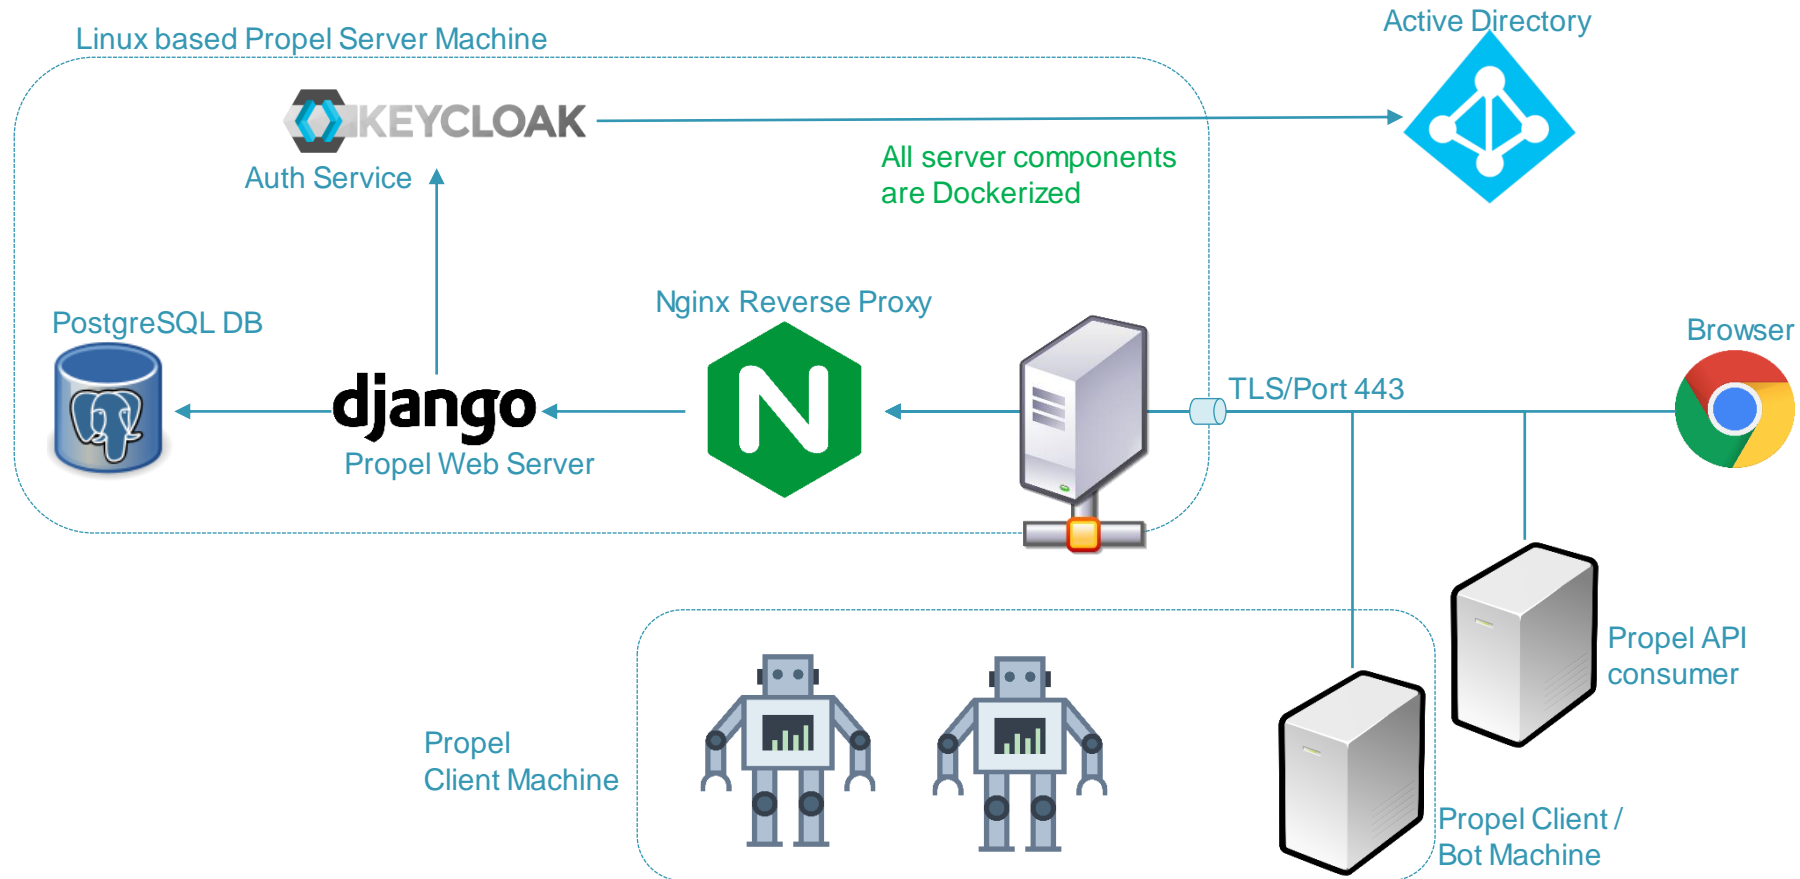 Active Directory
Linux based Propel Server Machine
KEYCLOAK
Auth Service
All server components
are Dockerized
Nginx Reverse Proxy
PostgreSQL DB
Browser
TLS/Port 443
N
django
Propel Web Server
Propel API
consumer
Propel
Client Machine
Propel Client /
Bot Machine